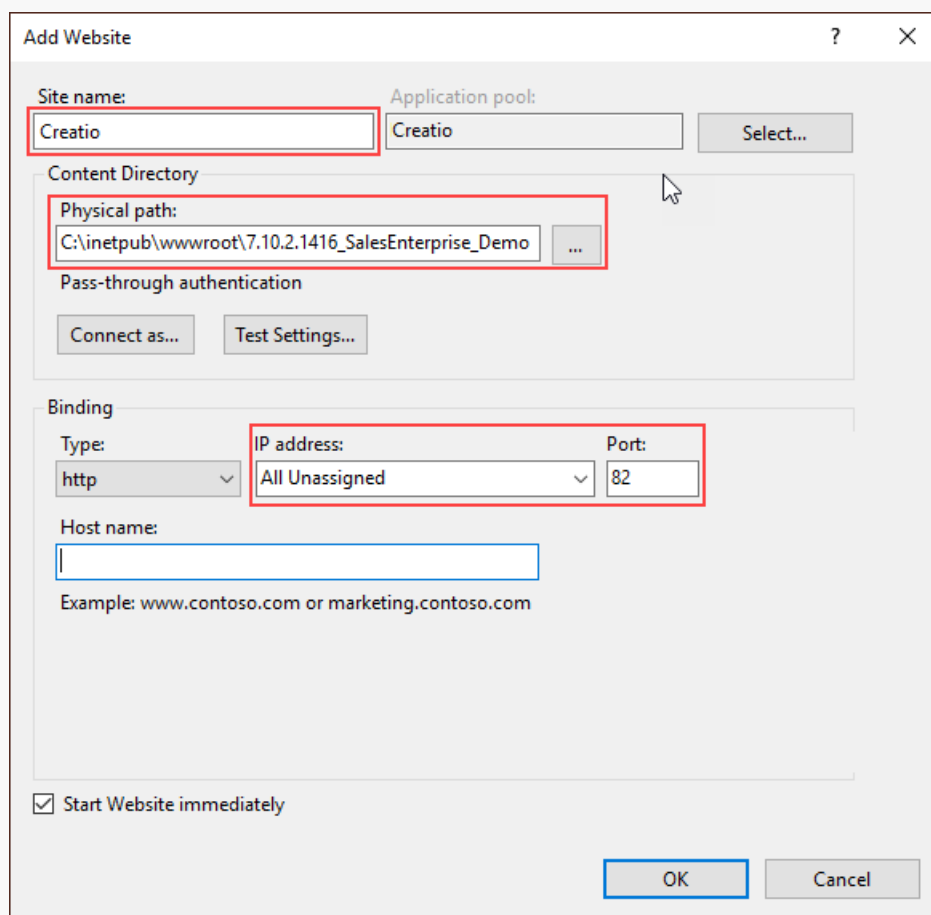 Add Website
?
Site name:
Application pool:
Creatio
Creatio
Select...
Content Directory
Physical path:
C:\inetpub\wwwroot\7.10.2.1416_SalesEnterprise_Demo
...
Pass-through authentication
Connect as...
Test Settings...
Binding
Type:
IP address:
Port:
http
All Unassigned
82
Host name:
Example: www.contoso.com or marketing.contoso.com
Start Website immediately
OK
Cancel